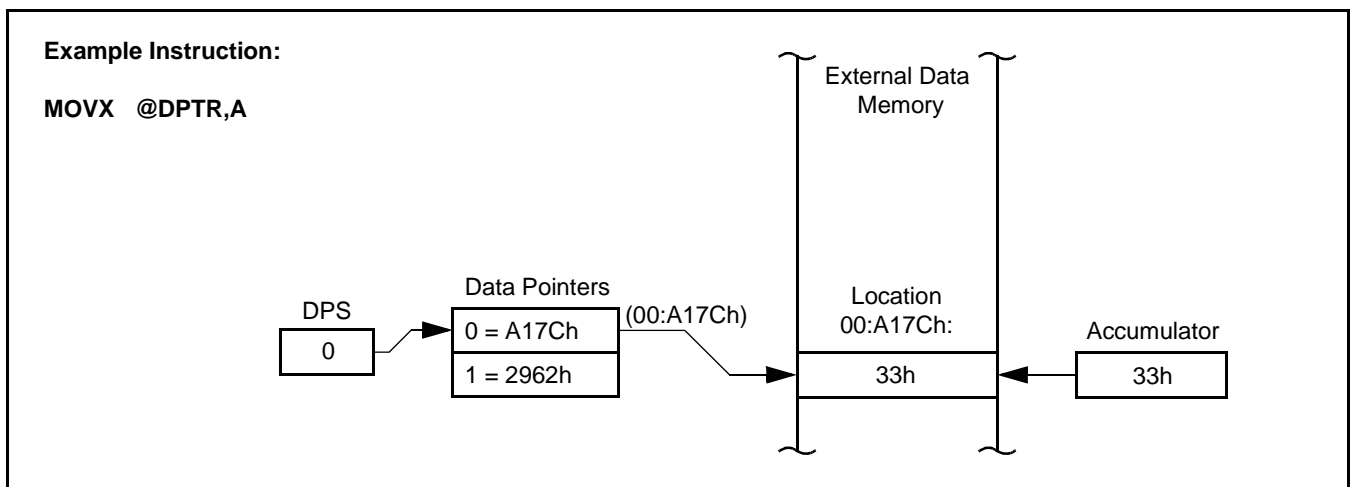 Example Instruction:
MOVX @DPTR,A
External Data
Memory
DPS
0
Data Pointers
0 = A17Ch
1 = 2962h
(00:A17Ch)
Location
00:A17Ch:
33h
Accumulator
33h